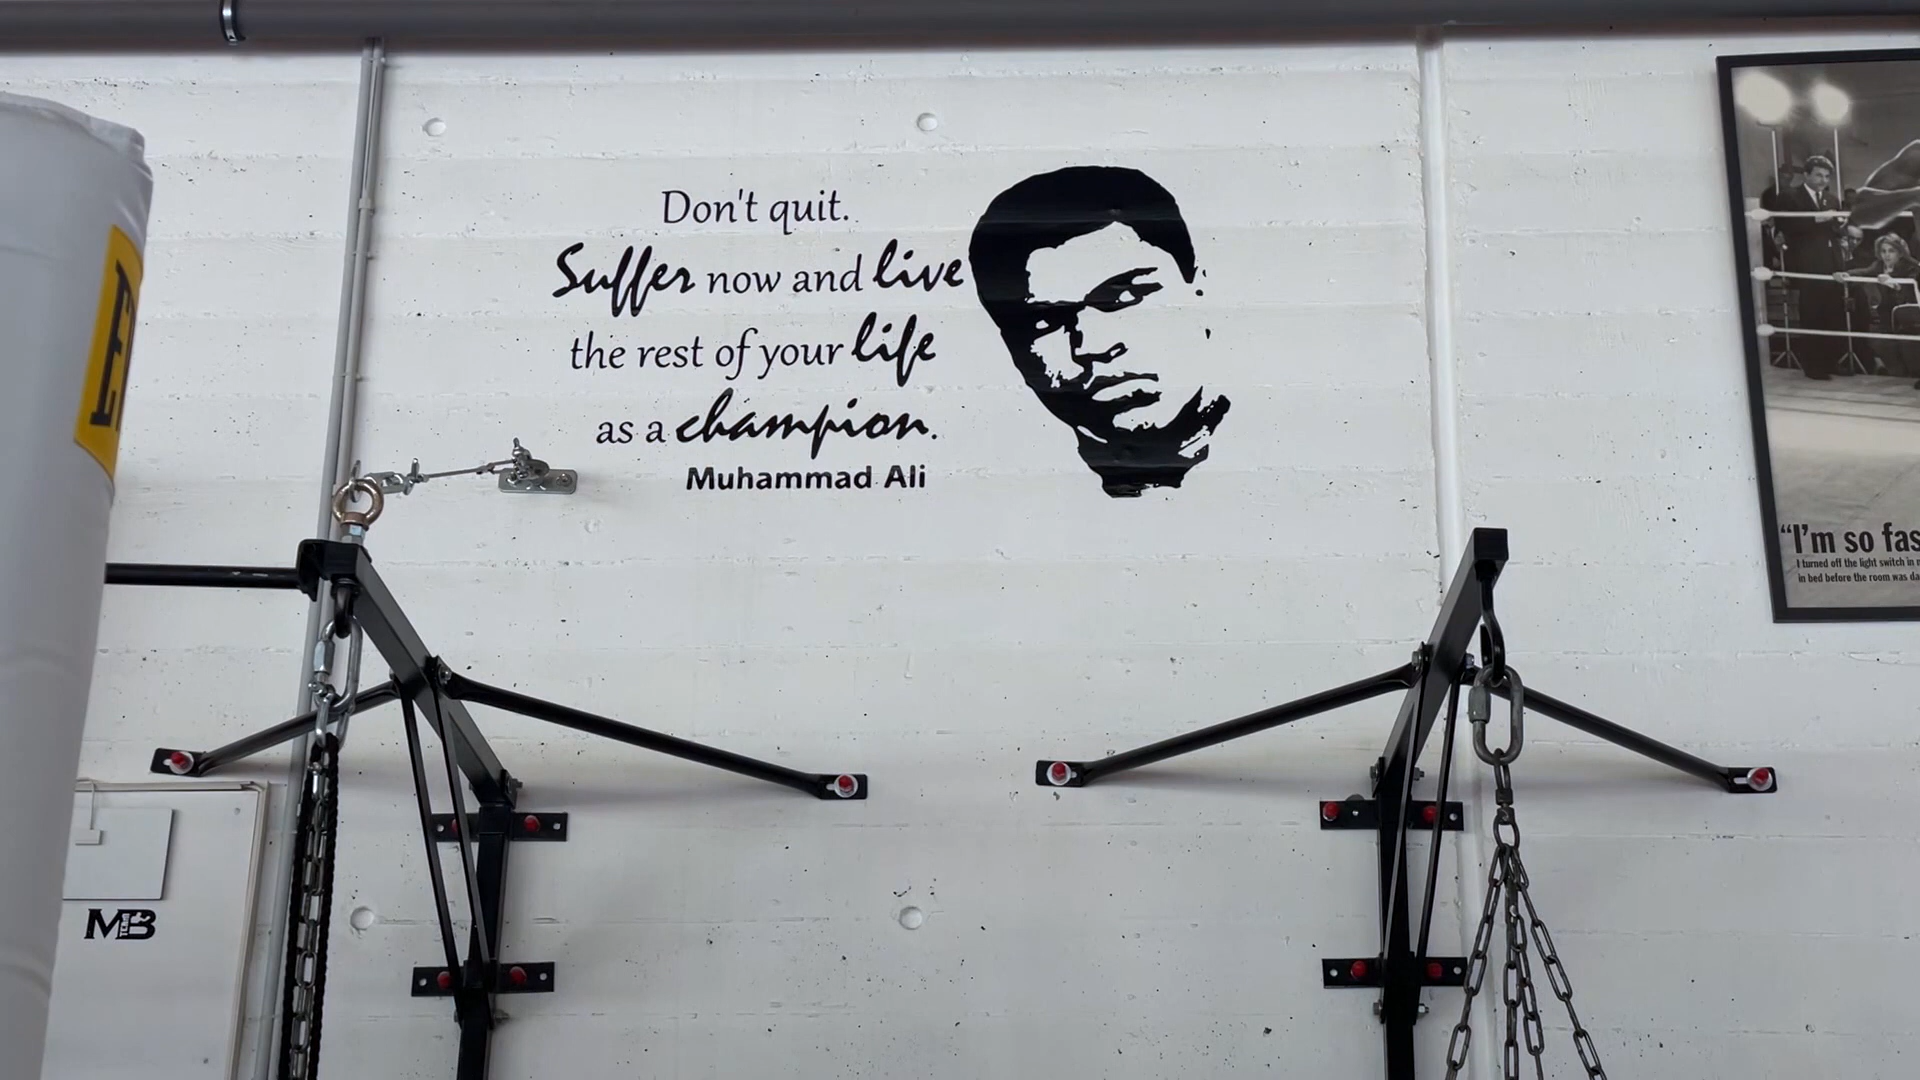 Don't quit.
Suffer now and live
the rest of your life
as a champion.
Muhammad Ali
"I'm so fas
I turned off the light switch in
in bed before the room was da
MB